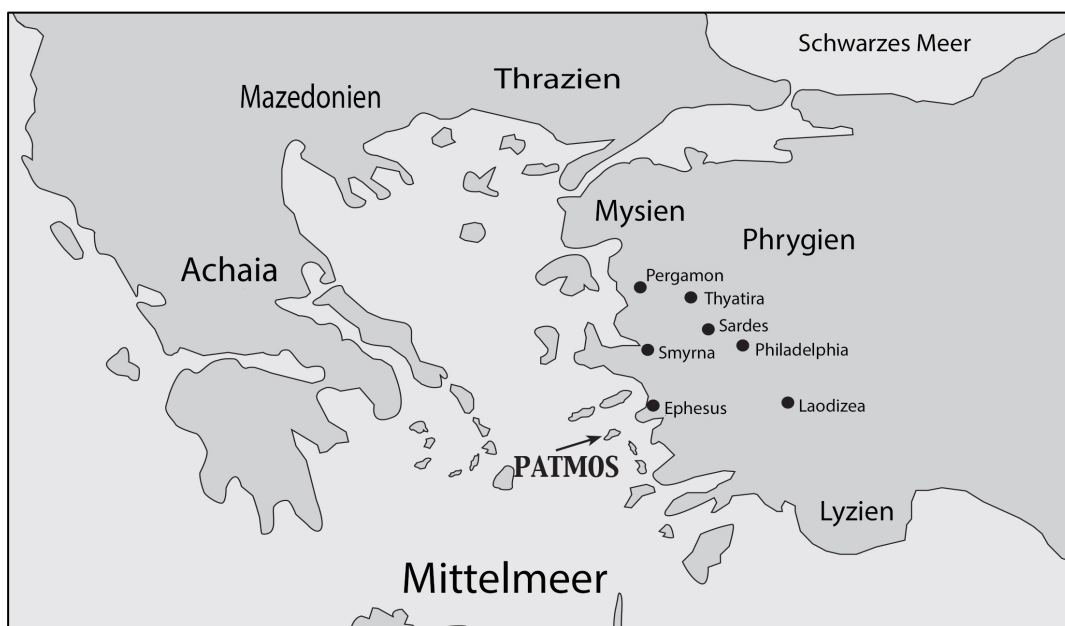 Schwarzes Meer
Thrazien
Mazedonien
Mysien
Phrygien
Achaia
Pergamon
Thyatira
Sardes
Smyrna
Philadelphia
Ephesus
Laodizea
PATMOS
Lyzien
Mittelmeer